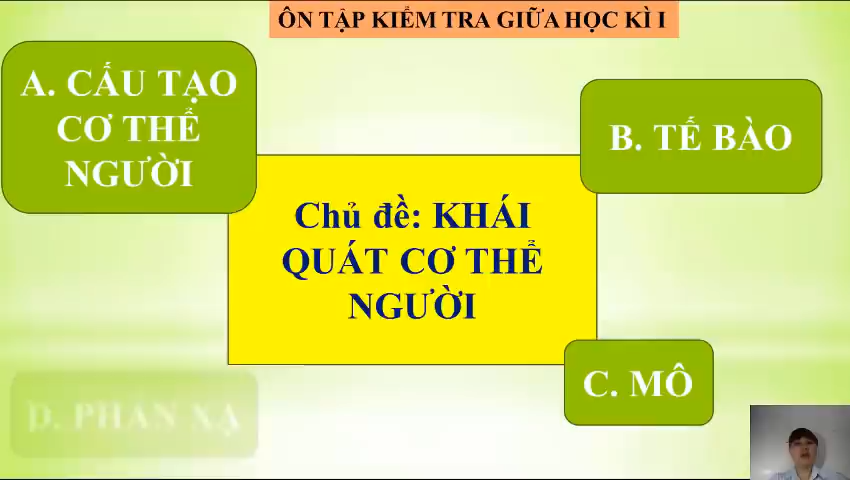 ÔN TẬP KIỂM TRA GIỮA HỌC KÌ I
A. CẤU TẠO
CƠ THỂ
NGƯỜI
B. TẾ BÀO
Chủ đề: KHÁI
QUÁT CƠ THỂ
NGƯỜI
C. MÔ
D. PHẢN XẠ